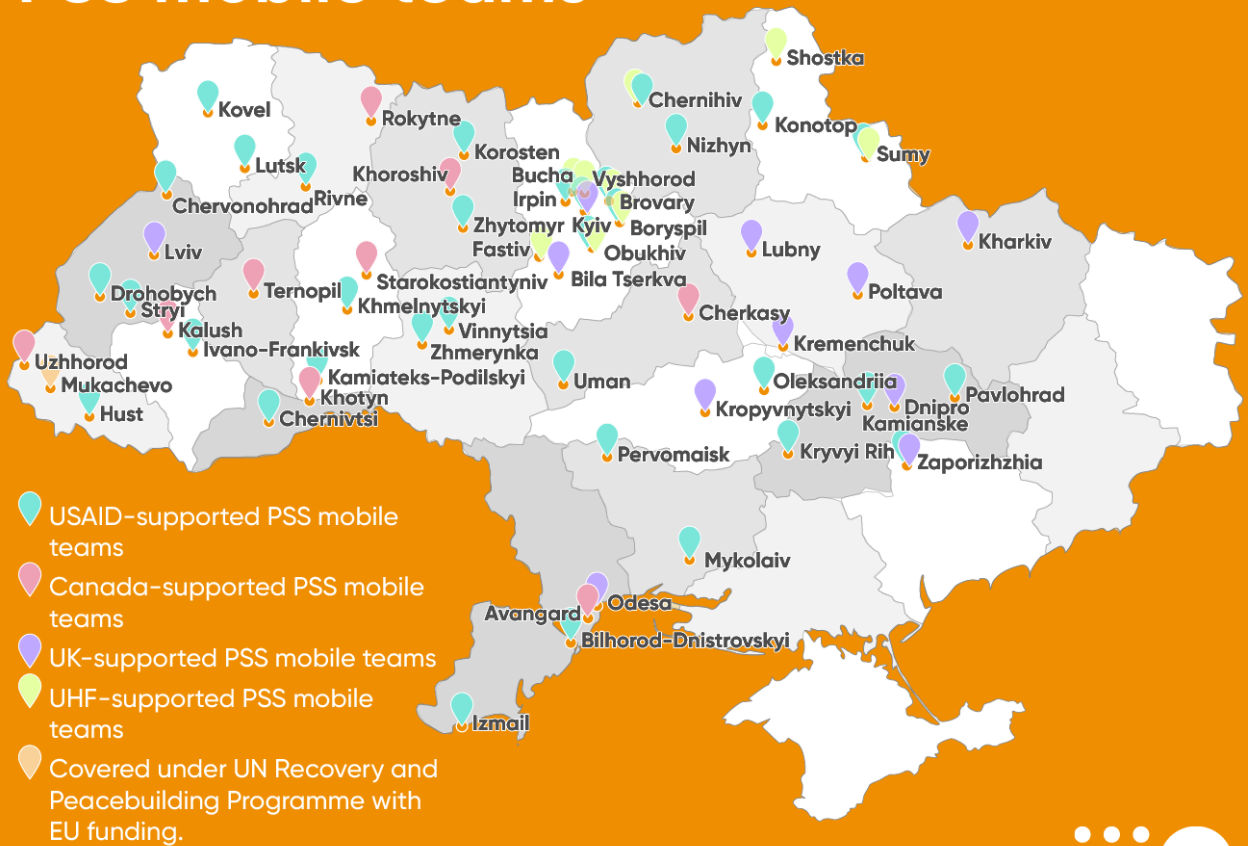 PSS mobile teams
Shostka
Chernihiv
Kovel
Rokytne
Konotop
Nizhyn
Sumy
Korosten
Lutsk
Khoroshiv
Bucha
Vyshhorod
Rivne
Irpin
Brovary
Chervonohrad
Zhytomyr
Kyiv
Boryspil
Kharkiv
Lviv
Fastiv
Obukhiv
Lubny
Starokostiantyniv
Bila Tserkva
Drohobych
Ternopil
Poltava
Stryi
Khmelnytskyi
Cherkasy
Kalush
Vinnytsia
Kremenchuk
Ivano-Frankivsk
Zhmerynka
Uzhhorod
Kamiateks-Podilskyi
Uman
Oleksandriia
Mukachevo
Pavlohrad
Khotyn
Kropyvnytskyi
Dnipro
Hust
Chernivtsi
Kamianske
Pervomaisk
Kryvyi Rih
Zaporizhzhia
Mykolaiv
Odesa
Avangard
Bilhorod-Dnistrovskyi
Izmail
USAID-supported PSS mobile
teams
Canada-supported PSS mobile
teams
UK-supported PSS mobile teams
UHF-supported PSS mobile
teams
Covered under UN Recovery and
Peacebuilding Programme with
EU funding.